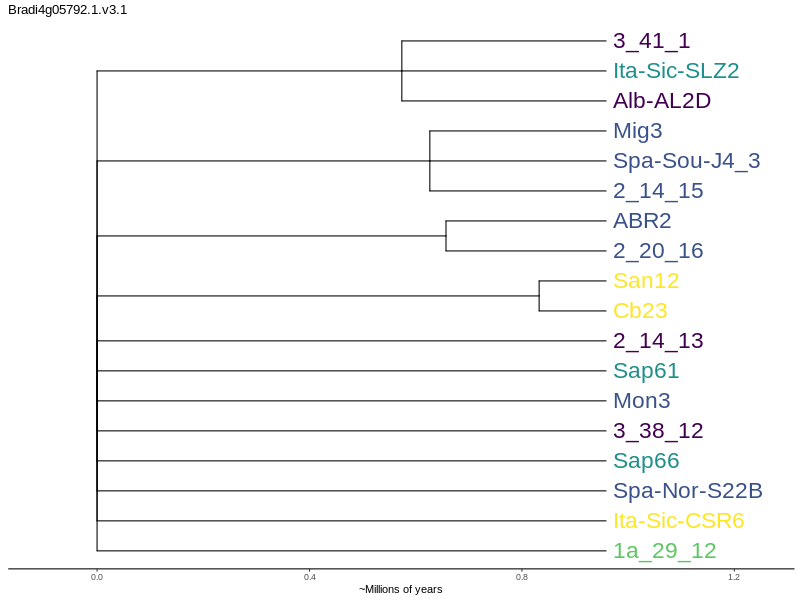 Bradi4g05792.1.v3.1
3_41_1
Ita-Sic-SLZ2
Alb-AL2D
Mig3
Spa-Sou-J4_3
2_14_15
ABR2
2_20_16
San12
Cb23
2_14_13
Sap61
Mon3
3_38_12
Sap66
Spa-Nor-S22B
Ita-Sic-CSR6
1a_29_12
0.0 0.4 0.8 1.2
~Millions of years